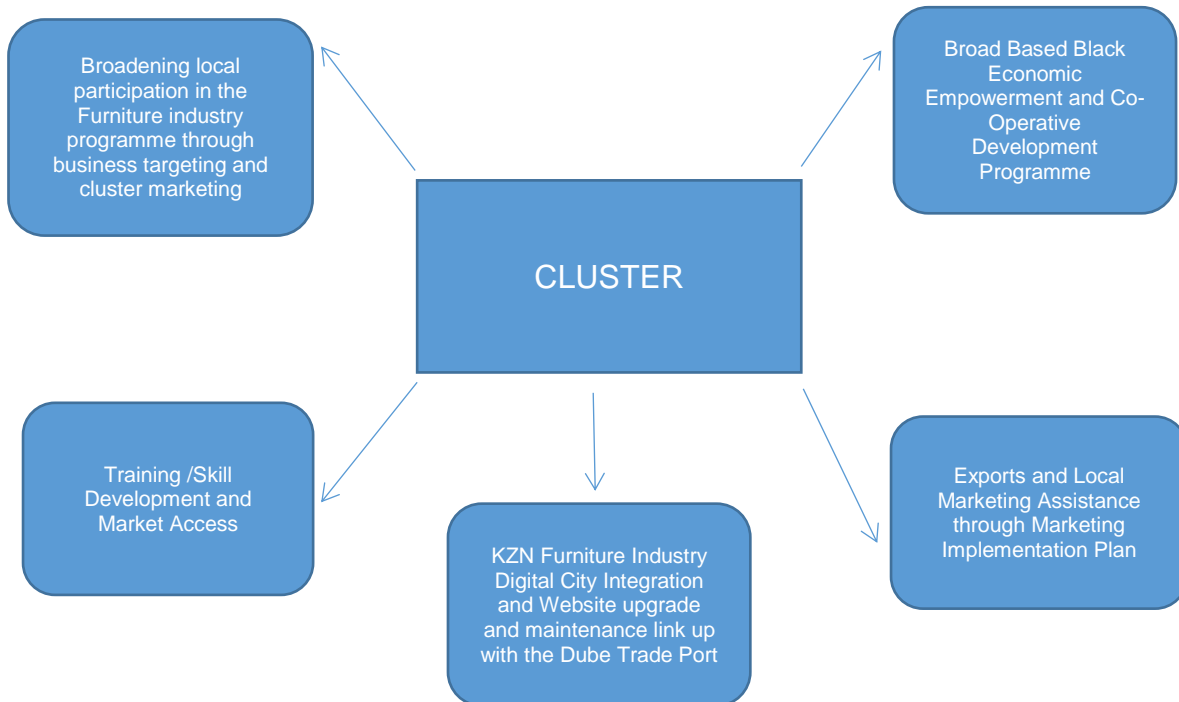 Broadening local
participation in the
Furniture industry
programme through
business targeting and
cluster marketing
Broad Based Black
Economic
Empowerment and Co-
Operative
Development
Programme
CLUSTER
Training /Skill
Development and
Market Access
KZN Furniture Industry
Digital City Integration
and Website upgrade
and maintenance link up
with the Dube Trade Port
Exports and Local
Marketing Assistance
through Marketing
Implementation Plan